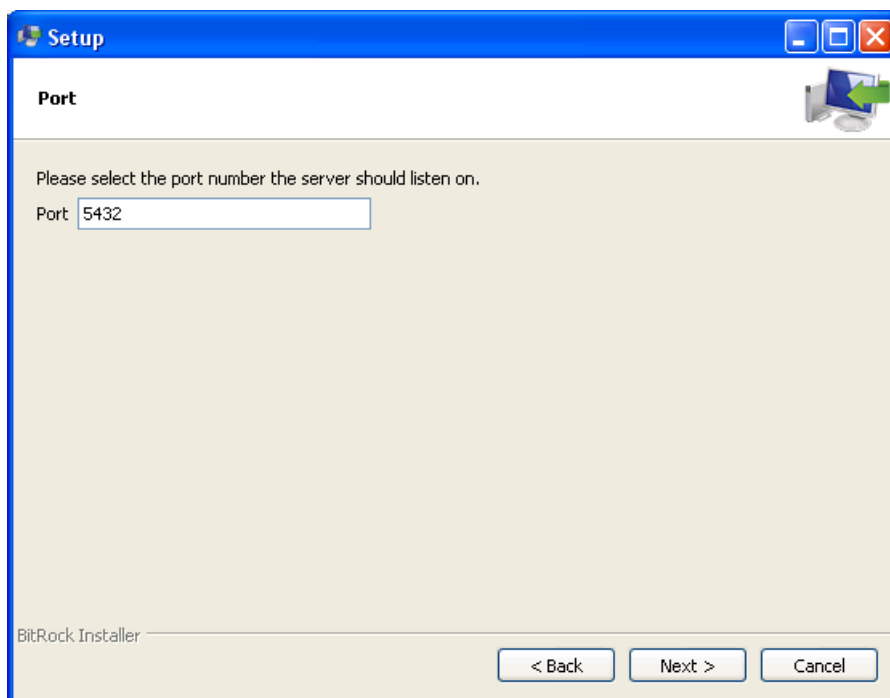 Setup
Port
Please select the port number the server should listen on.
Port 5432
BitRock Installer
< Back Next > Cancel